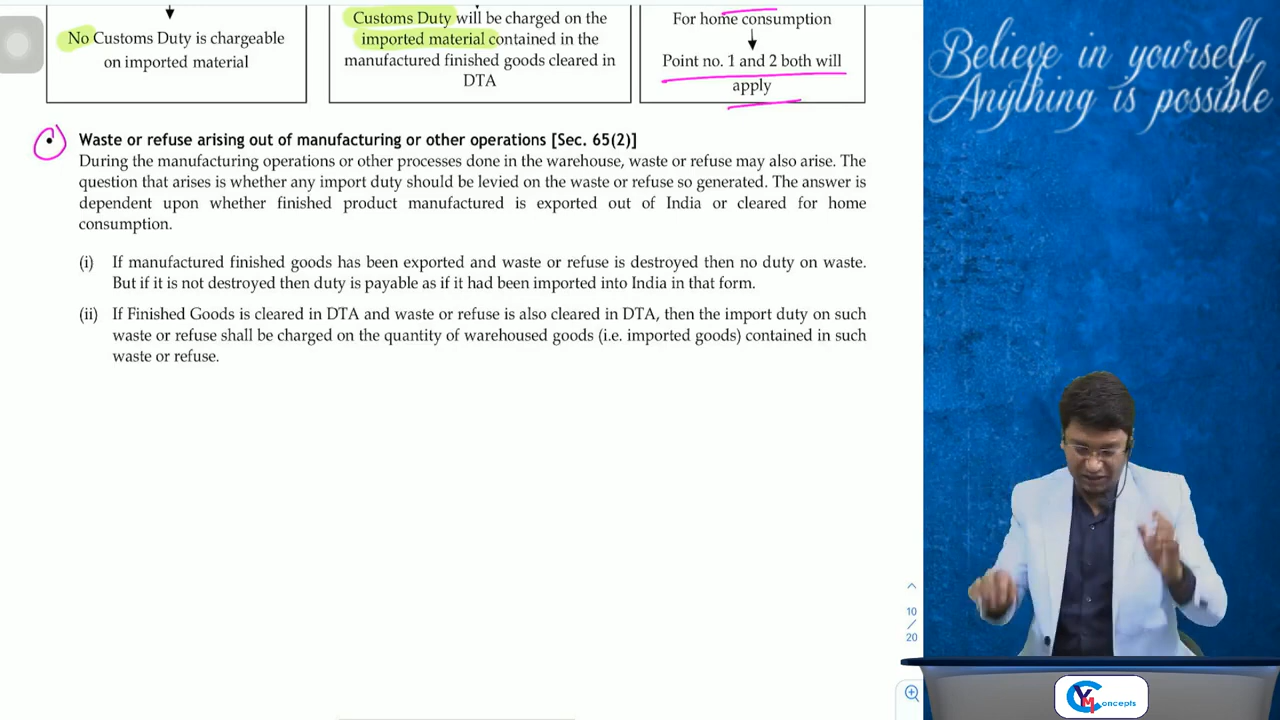 No Customs Duty is chargeable
on imported material
Customs Duty will be charged on the
imported material contained in the
manufactured finished goods cleared in
DTA
For home consumption
Point no. 1 and 2 both will
apply
• Waste or refuse arising out of manufacturing or other operations [Sec. 65(2)]
During the manufacturing operations or other processes done in the warehouse, waste or refuse may also arise. The
question that arises is whether any import duty should be levied on the waste or refuse so generated. The answer is
dependent upon whether finished product manufactured is exported out of India or cleared for home
consumption.
(i) If manufactured finished goods has been exported and waste or refuse is destroyed then no duty on waste.
But if it is not destroyed then duty is payable as if it had been imported into India in that form.
(ii) If Finished Goods is cleared in DTA and waste or refuse is also cleared in DTA, then the import duty on such
waste or refuse shall be charged on the quantity of warehoused goods (i.e. imported goods) contained in such
waste or refuse.
10
/
20
Believe in yourself
Anything is possible
YM Concepts